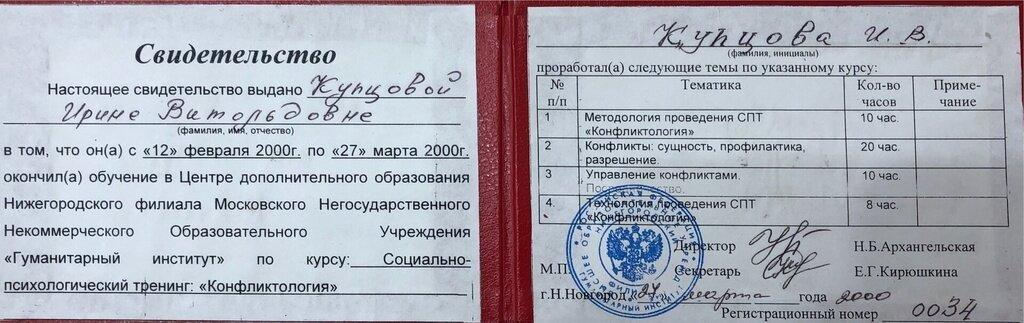 Свидетельство
Настоящее свидетельство выдано Купцовой
Ирине Витольдовне
(фамилия, имя, отчество)
в том, что он(а) с «12» февраля 2000г. по «27» марта 2000г.
окончил(а) обучение в Центре дополнительного образования
Нижегородского филиала Московского Негосударственного
Некоммерческого Образовательного Учреждения
«Гуманитарный институт» по курсу: Социально-
психологический тренинг: «Конфликтология»
Купцова И. В.
(фамилия, инициалы)
проработал(а) следующие темы по указанному курсу:
№ п/п Тематика Кол-во часов Приме-чание
1 Методология проведения СПТ 10 час.
«Конфликтология»
2 Конфликты: сущность, профилактика, 20 час.
разрешение.
3 Управление конфликтами. 10 час.
4. Технология проведения СПТ 8 час.
«Конфликтология»
Директор Н.Б.Архангельская
М.П. Секретарь Е.Г.Кирюшкина
г.Н.Новгород «27» марта года 2000
Регистрационный номер 0034